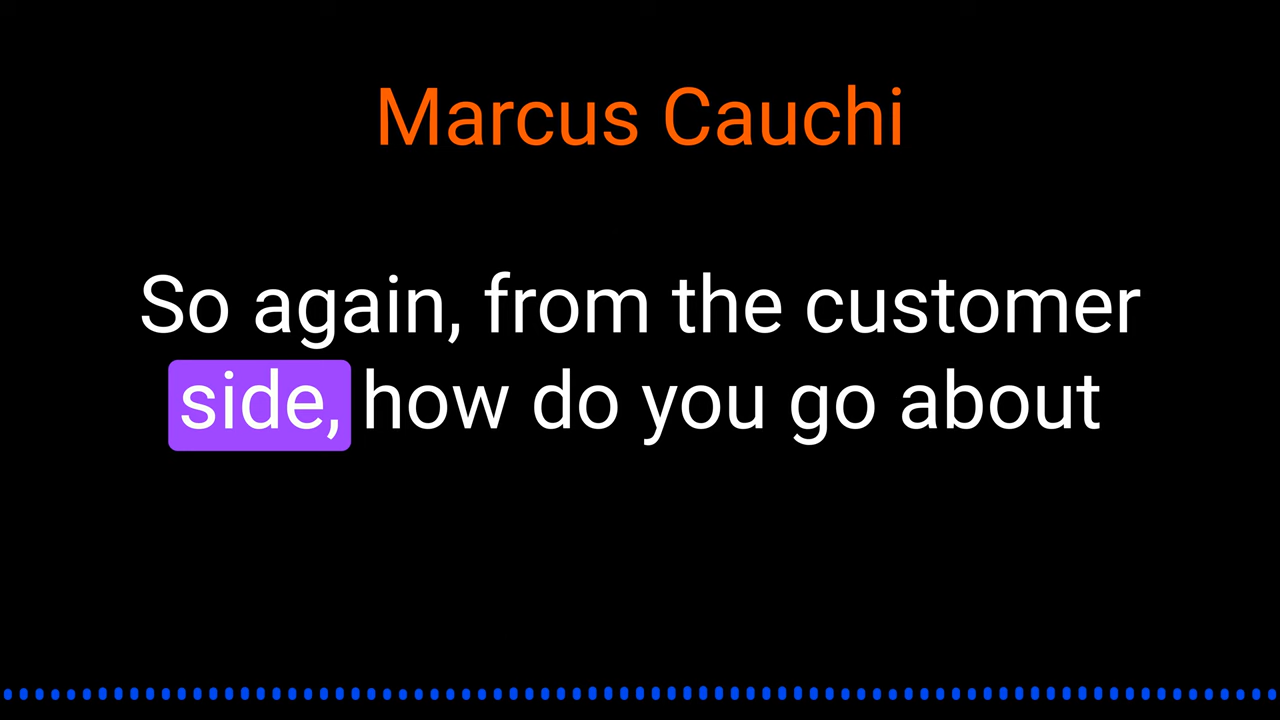 Marcus Cauchi
So again, from the customer
side, how do you go about